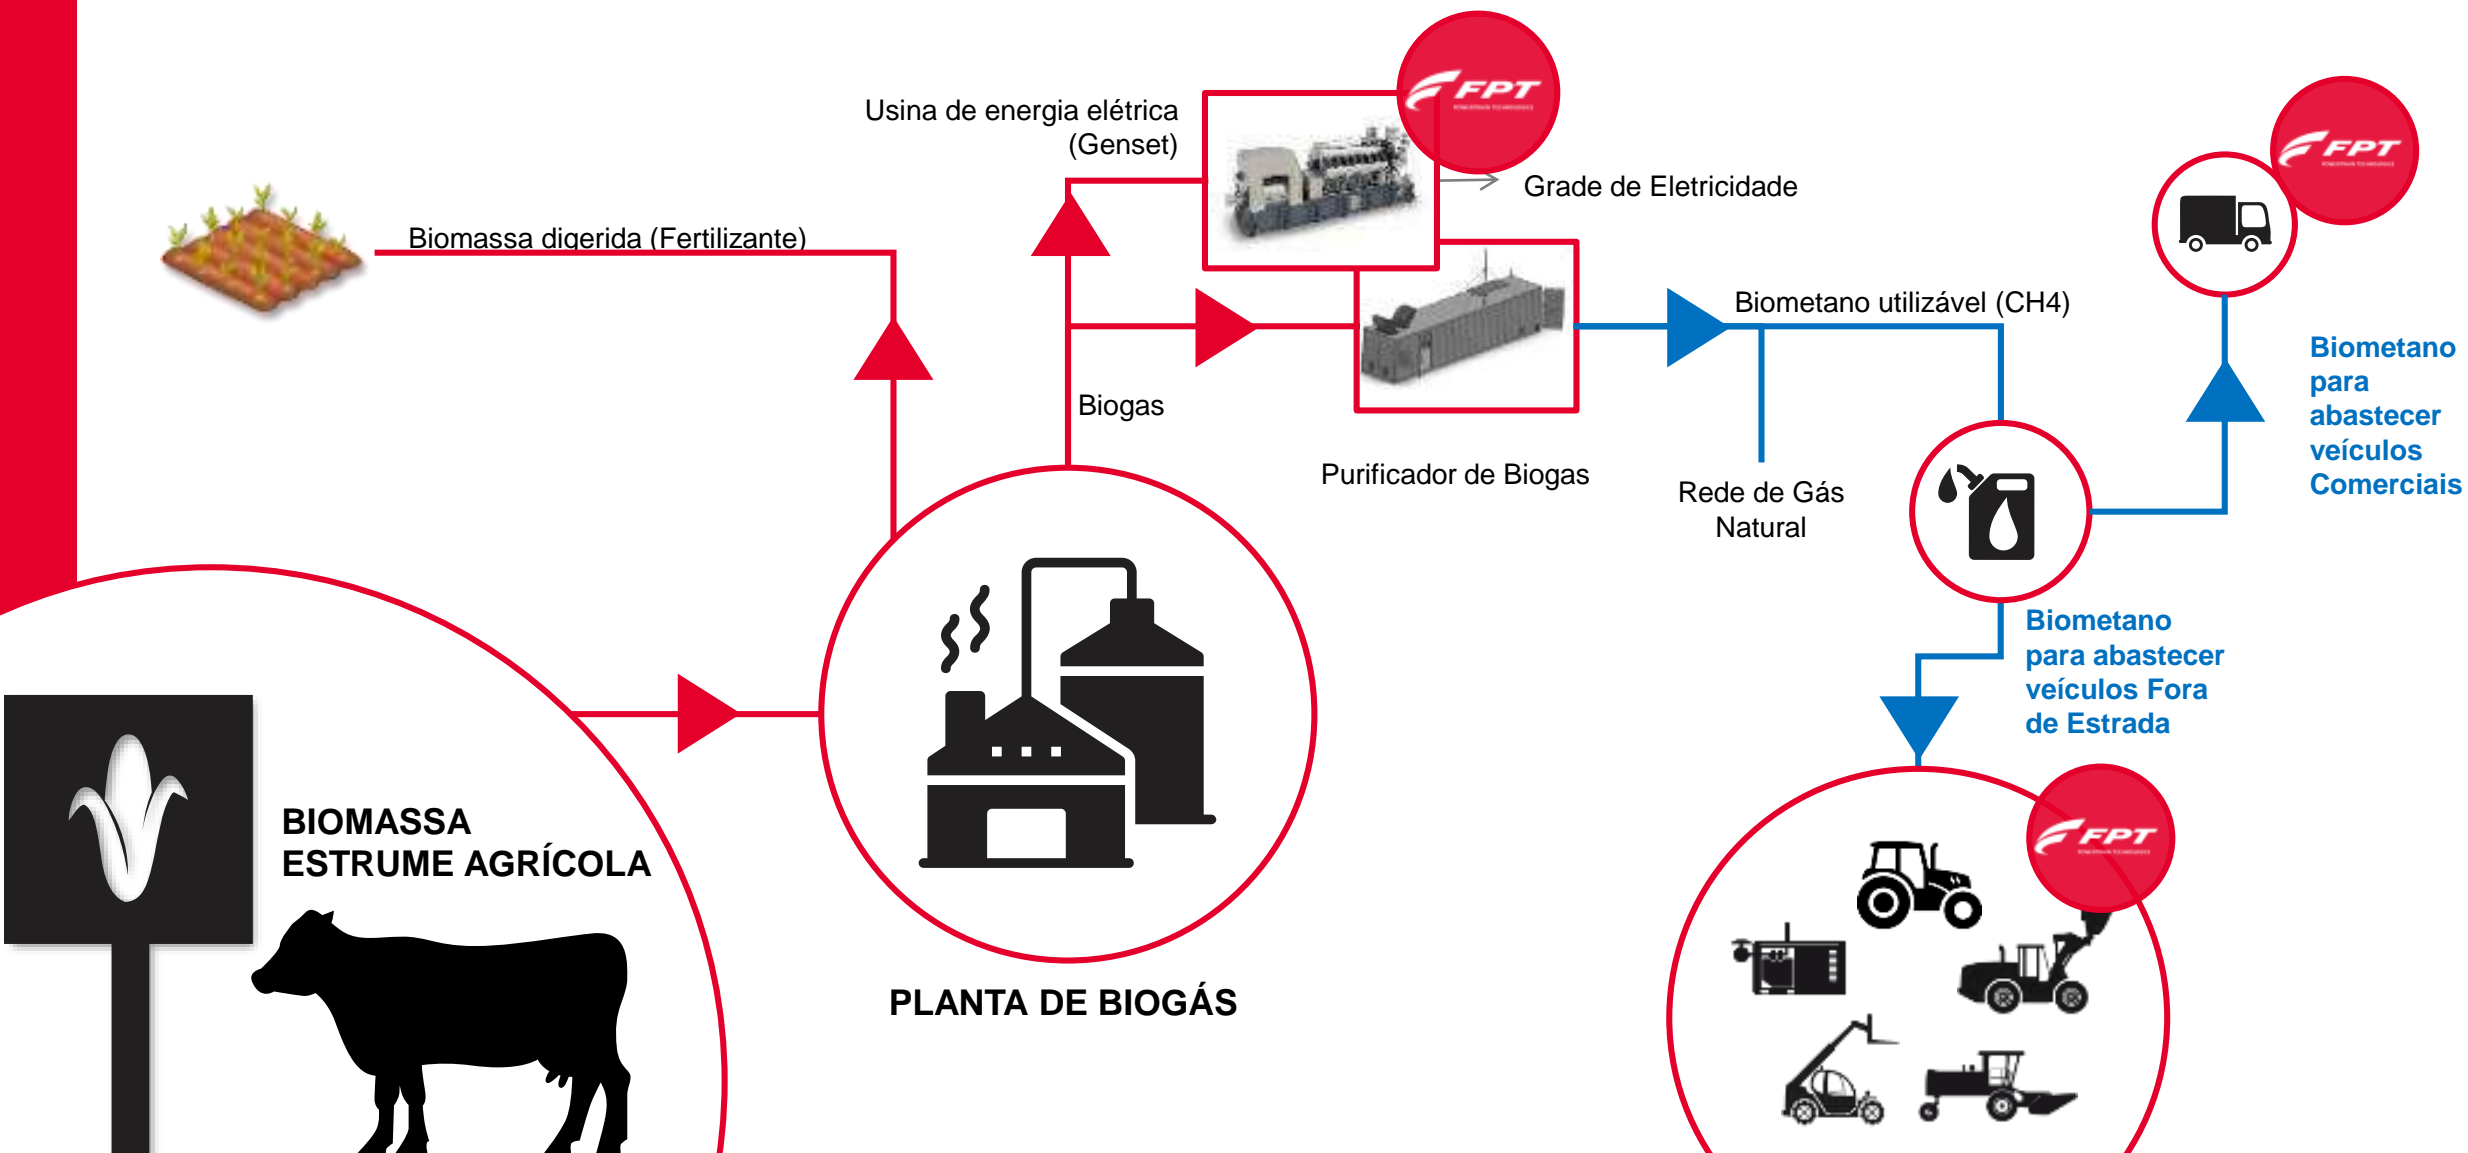 Usina de energia elétrica
(Genset)
FPT
Grade de Eletricidade
FPT
Biomassa digerida (Fertilizante)
Biometano utilizável (CH4)
Biogas
Purificador de Biogas
Rede de Gás
Natural
Biometano
para
abastecer
veículos
Comerciais
Biometano
para abastecer
veículos Fora
de Estrada
BIOMASSA
ESTRUME AGRÍCOLA
PLANTA DE BIOGÁS
FPT